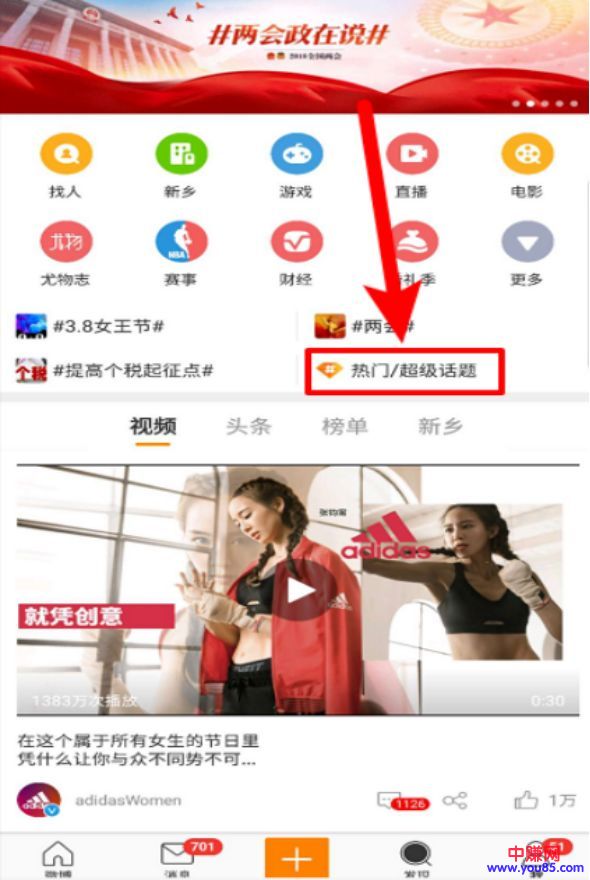 #两会政在说#
2018全国两会
找人
新乡
游戏
直播
电影
尤物
NBA
尤物志
赛事
财经
礼季
更多
#3.8女王节#
#两会#
个税
#提高个税起征点#
热门/超级话题
视频
头条
榜单
新乡
张钧甯
adidas
就凭创意
1383万次播放
0:30
在这个属于所有女生的节日里
凭什么让你与众不同势不可...
adidasWomen
1126
1万
701
51
微博
消息
发现
中赚网
www.you85.com